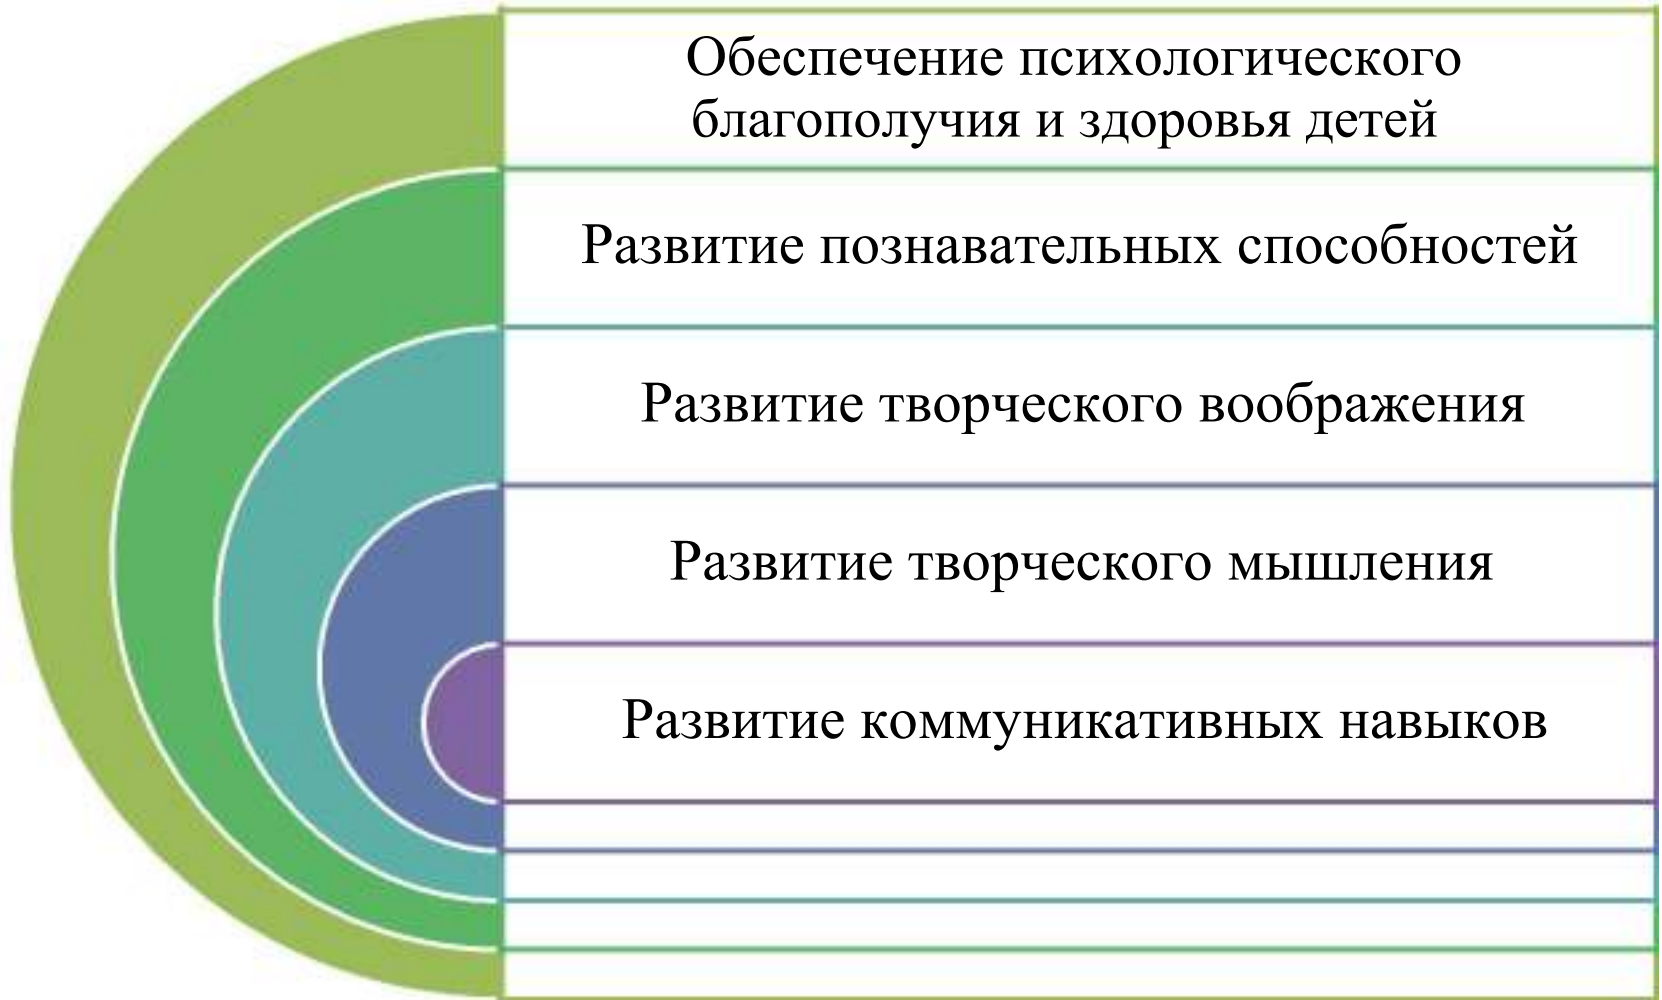 Обеспечение психологического
благополучия и здоровья детей
Развитие познавательных способностей
Развитие творческого воображения
Развитие творческого мышления
Развитие коммуникативных навыков